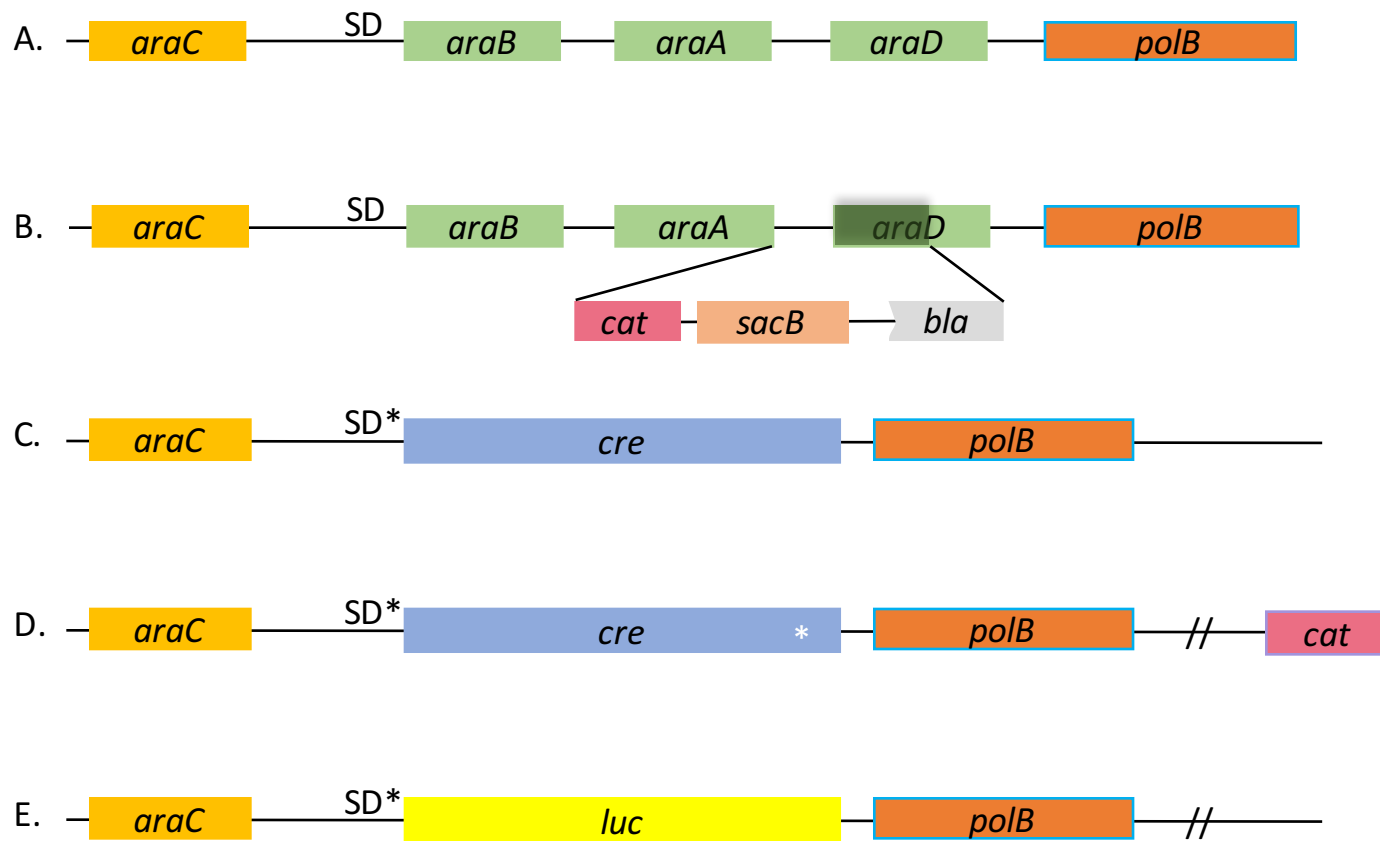 A. araC SD araB araA araD polB
B. araC SD araB araA araD polB
cat sacB bla
C. araC SD* cre polB
D. araC SD* cre * polB // cat
E. araC SD* luc polB //